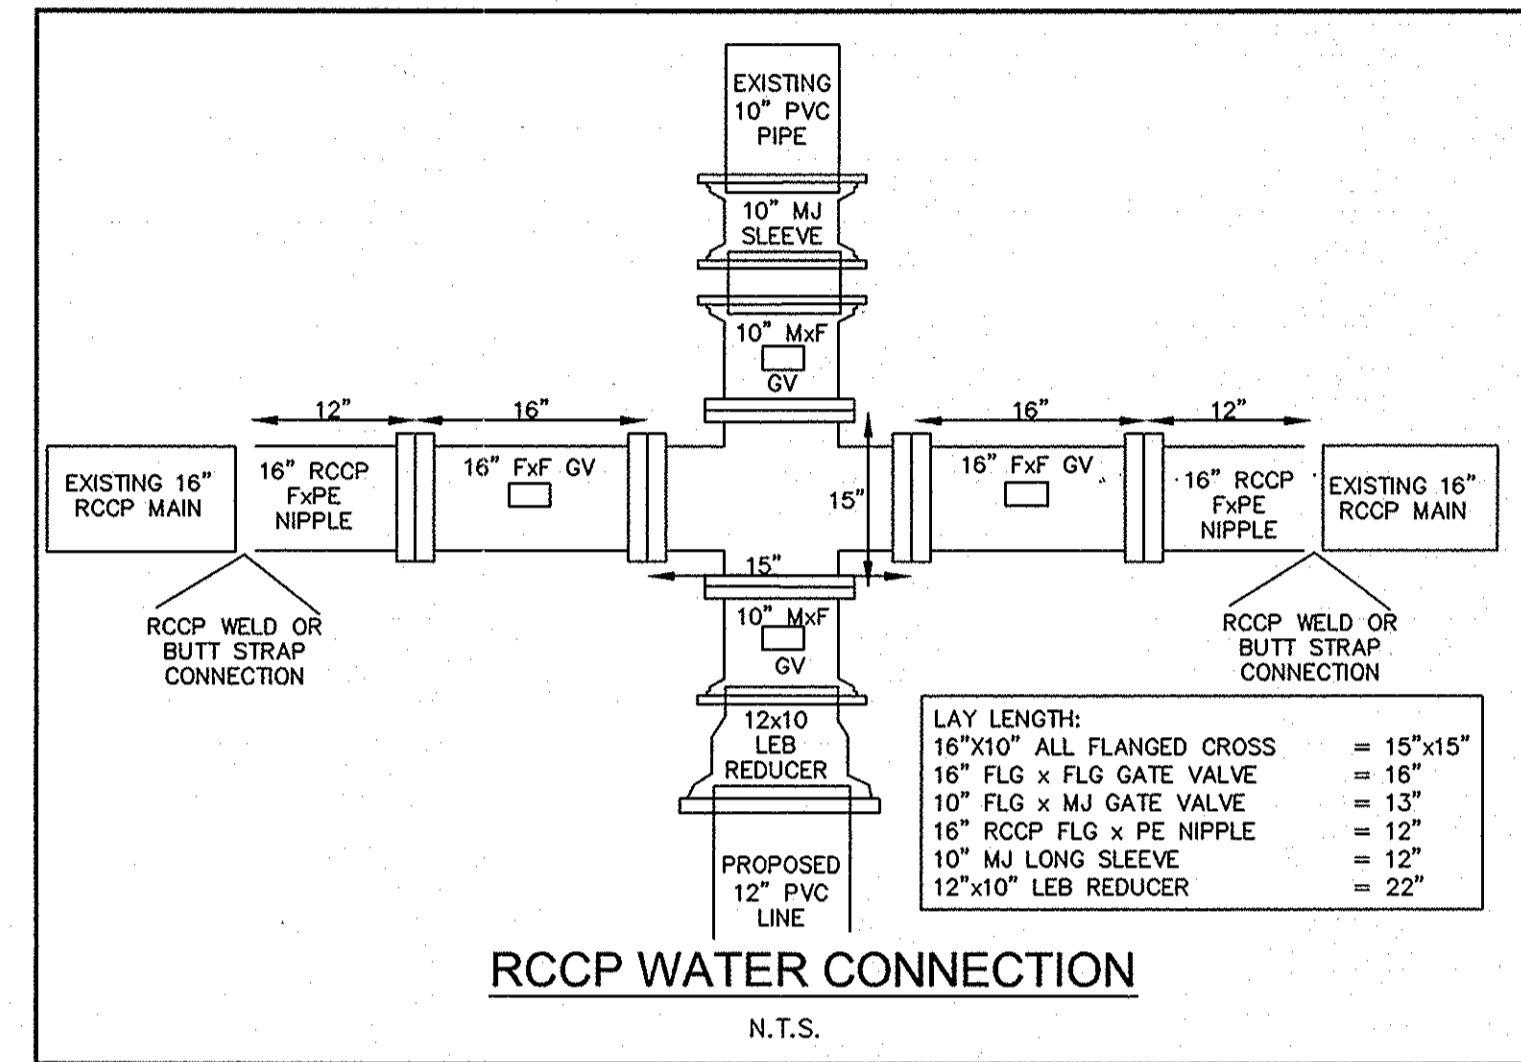 EXISTING
10" PVC
PIPE
10" MJ
SLEEVE
10" MxF
GV
12"
16"
16"
12"
EXISTING 16"
RCCP MAIN
16" RCCP
FxPE
NIPPLE
16" FxF GV
15"
16" FxF GV
16" RCCP
FxPE
NIPPLE
EXISTING 16"
RCCP MAIN
15"
RCCP WELD OR
BUTT STRAP
CONNECTION
10" MxF
GV
RCCP WELD OR
BUTT STRAP
CONNECTION
12x10
LEB
REDUCER
PROPOSED
12" PVC
LINE
LAY LENGTH:
16"X10" ALL FLANGED CROSS = 15"x15"
16" FLG x FLG GATE VALVE = 16"
10" FLG x MJ GATE VALVE = 13"
16" RCCP FLG x PE NIPPLE = 12"
10" MJ LONG SLEEVE = 12"
12"x10" LEB REDUCER = 22"
RCCP WATER CONNECTION
N.T.S.